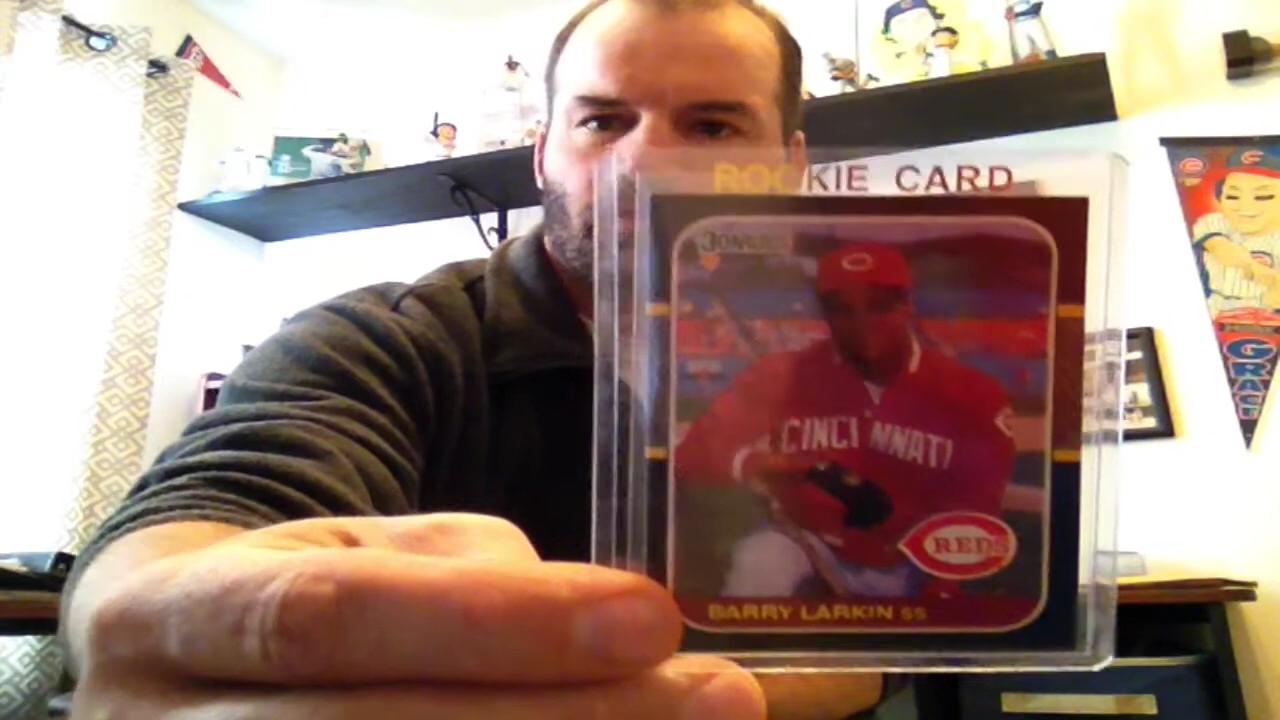 ROOKIE CARD
Donruss
CINCINNATI
REDS
BARRY LARKIN SS
GRACE